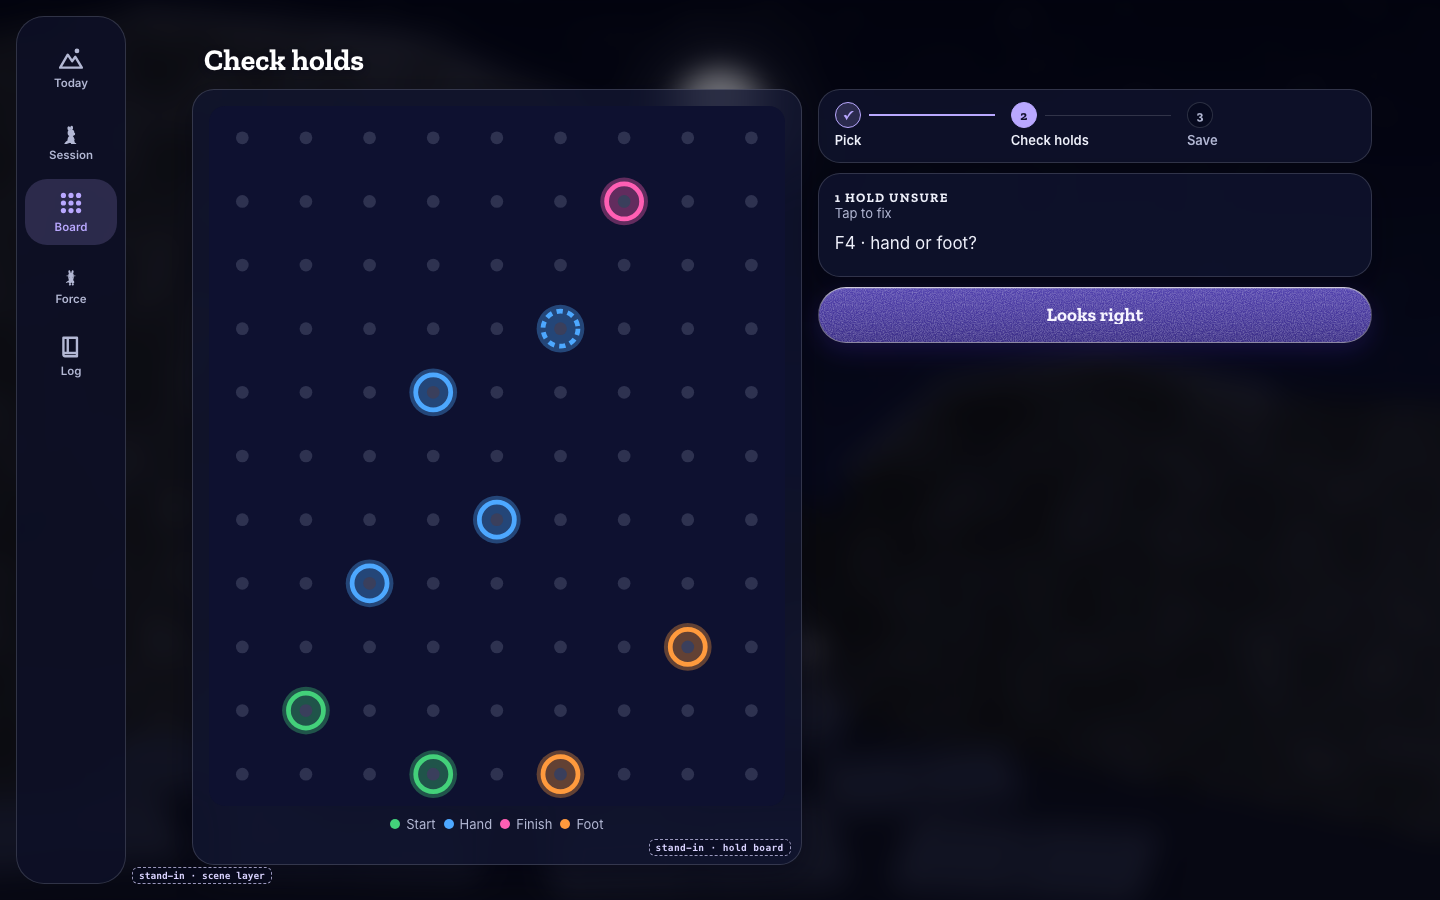 Today
Session
Board
Force
Log
Check holds
Start
Hand
Finish
Foot
stand-in · hold board
stand-in · scene layer
✓
2
3
Pick
Check holds
Save
1 HOLD UNSURE
Tap to fix
F4 · hand or foot?
Looks right